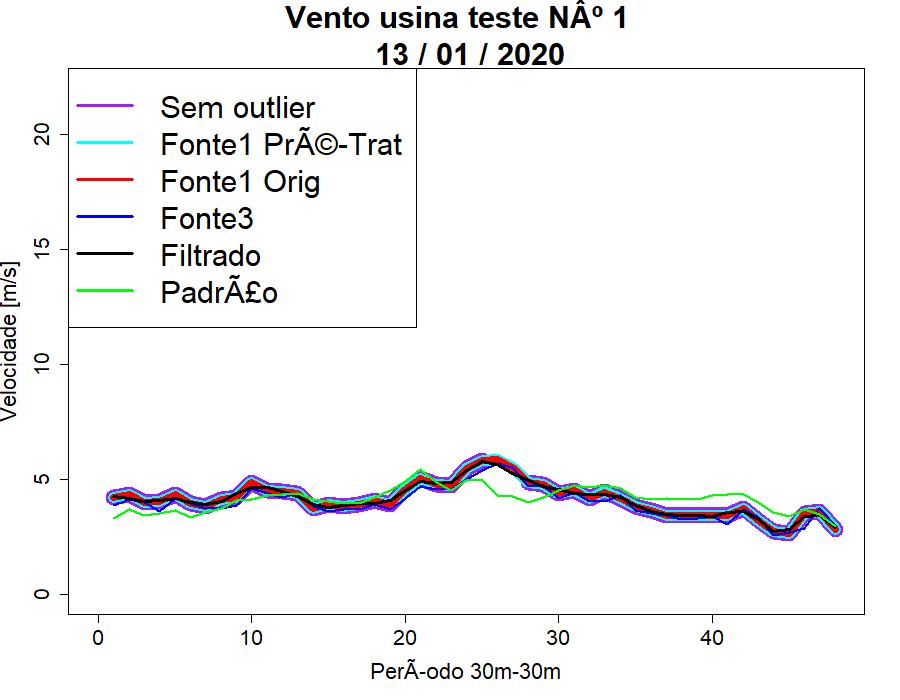 Vento usina teste NÂº 1
13 / 01 / 2020
Sem outlier
Fonte1 PrÃ©-Trat
Fonte1 Orig
Fonte3
Filtrado
PadrÃ£o
Velocidade [m/s]
20
15
10
5
0
0 10 20 30 40
PerÃ-odo 30m-30m